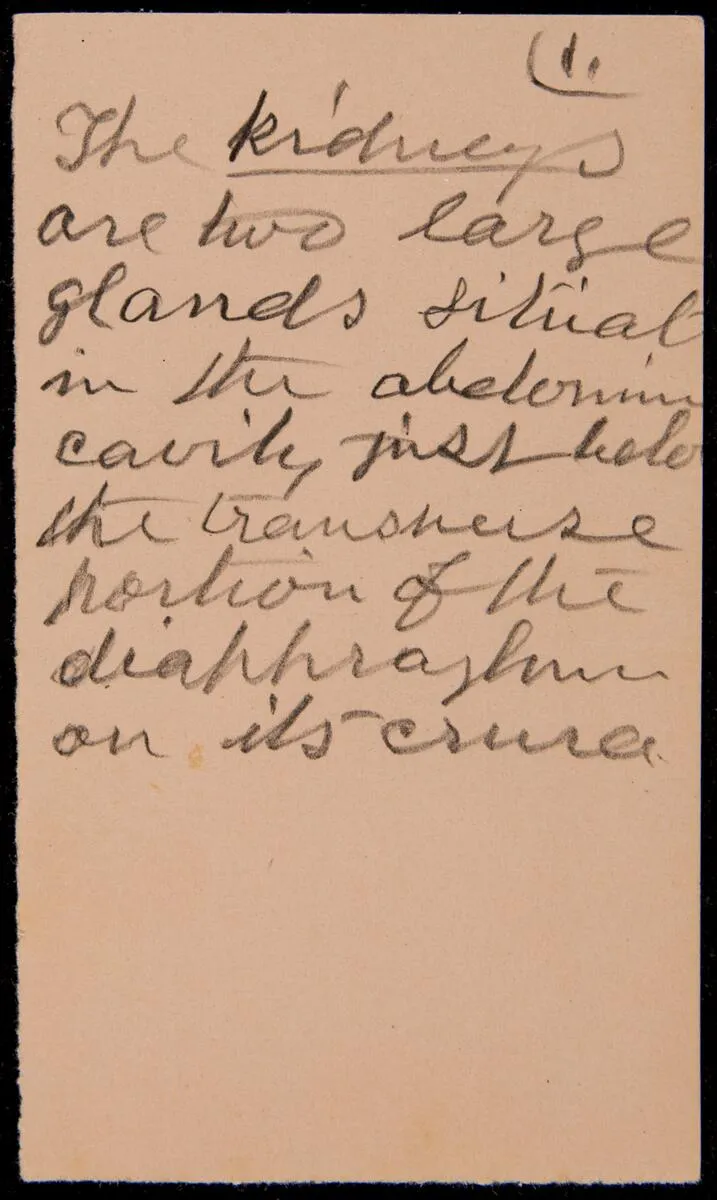 1.
The kidneys
are two large
glands situat
in the abdomin
cavity just belo
the transverse
portion of the
diaphraghm
on its crura